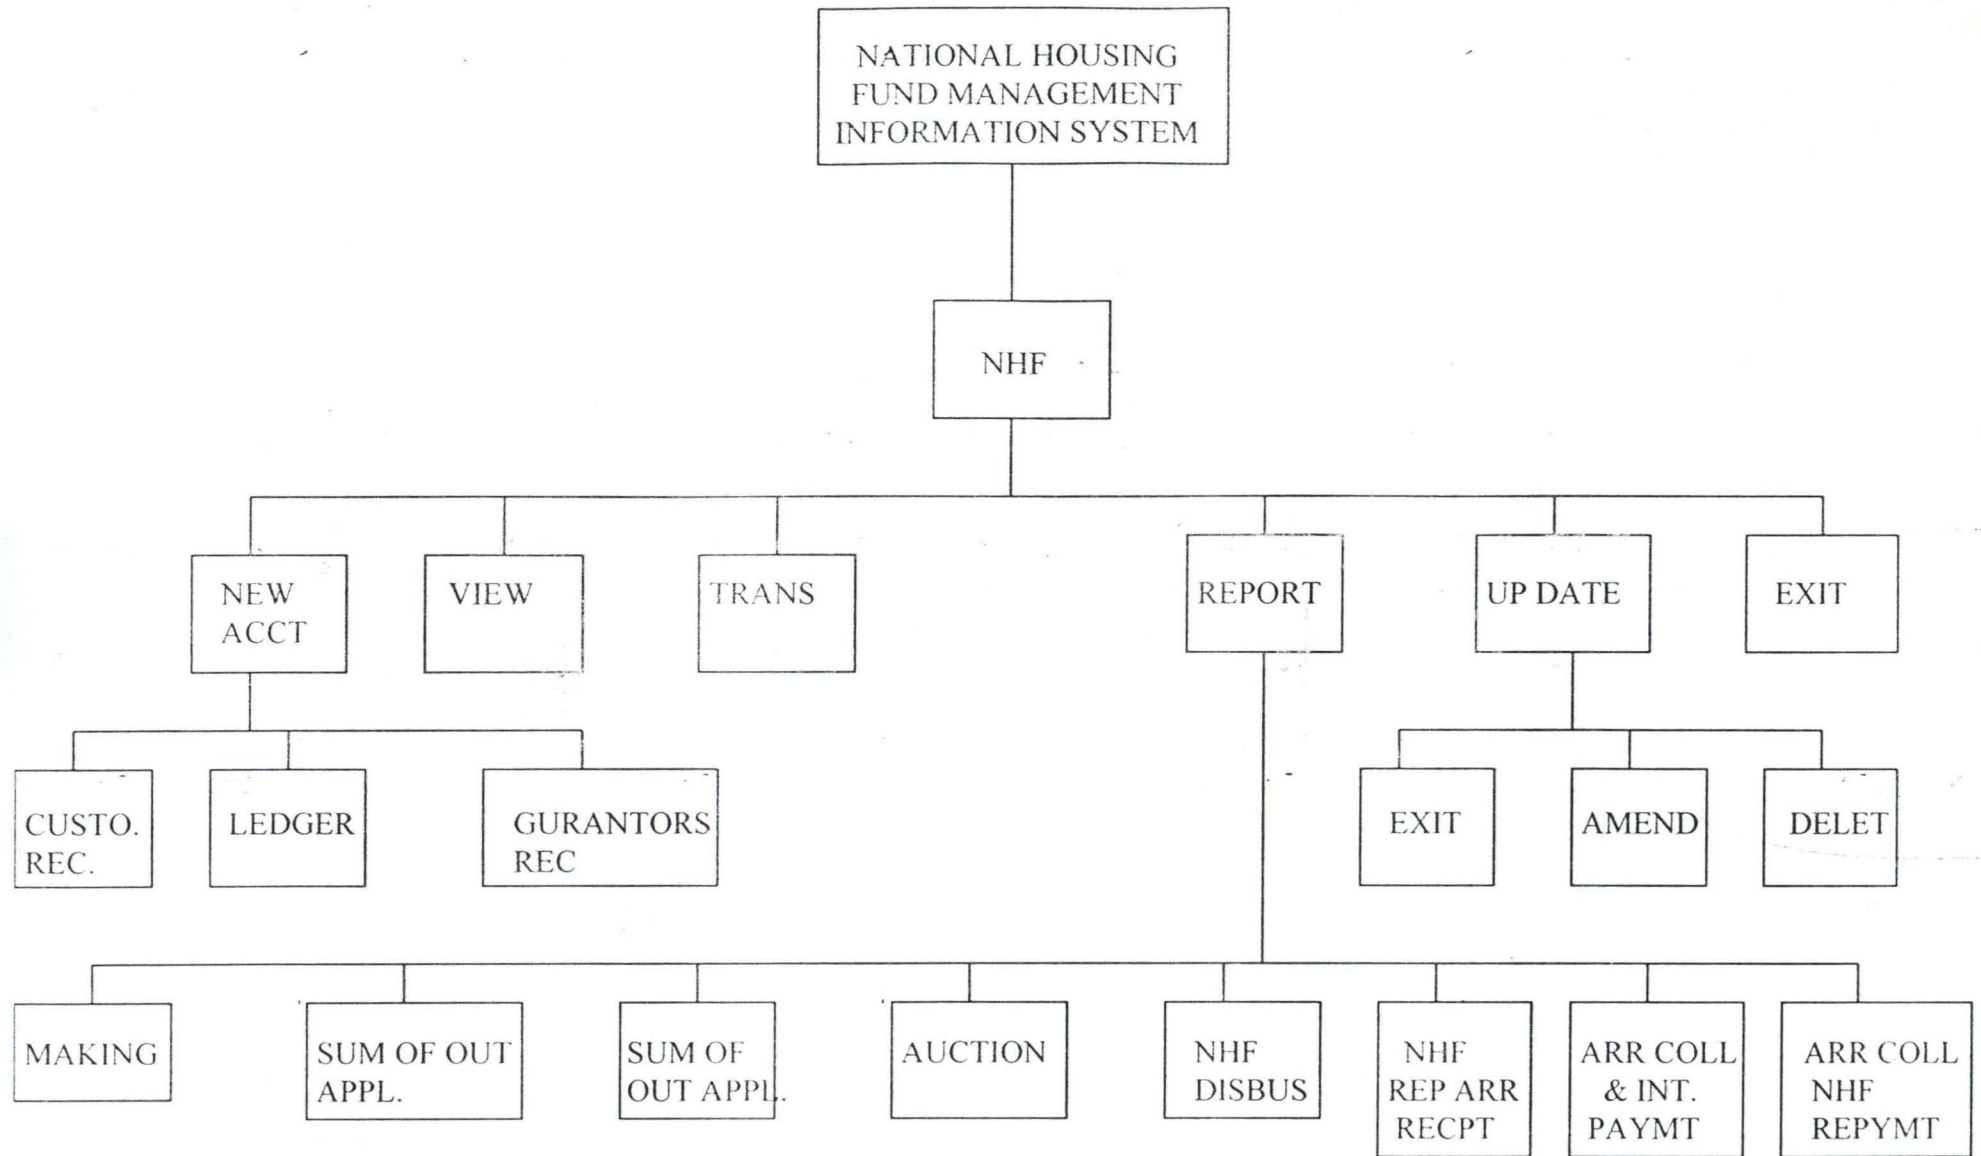 NATIONAL HOUSING
FUND MANAGEMENT
INFORMATION SYSTEM
NHF
NEW
ACCT
VIEW
TRANS
REPORT
UP DATE
EXIT
CUSTO.
REC.
LEDGER
GURANTORS
REC
EXIT
AMEND
DELET
MAKING
SUM OF OUT
APPL.
SUM OF
OUT APPL.
AUCTION
NHF
DISBUS
NHF
REP ARR
RECPT
ARR COLL
& INT.
PAYMT
ARR COLL
NHF
REPYMT